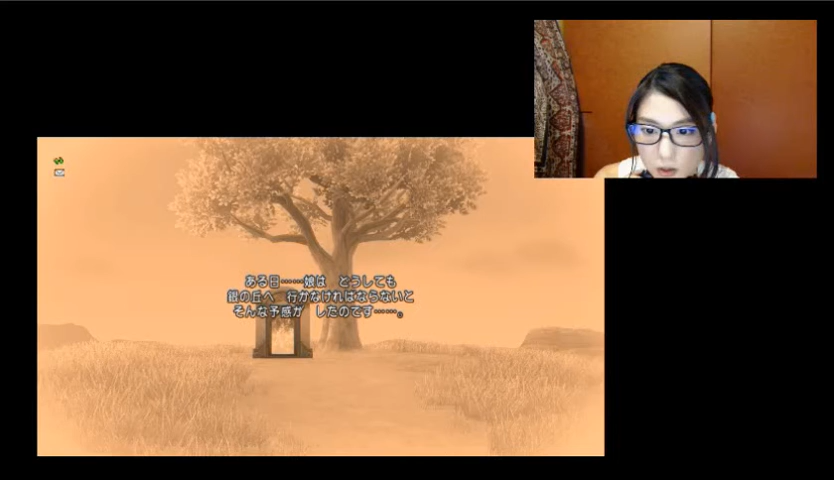 ある日……娘は　どうしても
銀の丘へ　行かなければならないと
そんな予感が　したのです……。